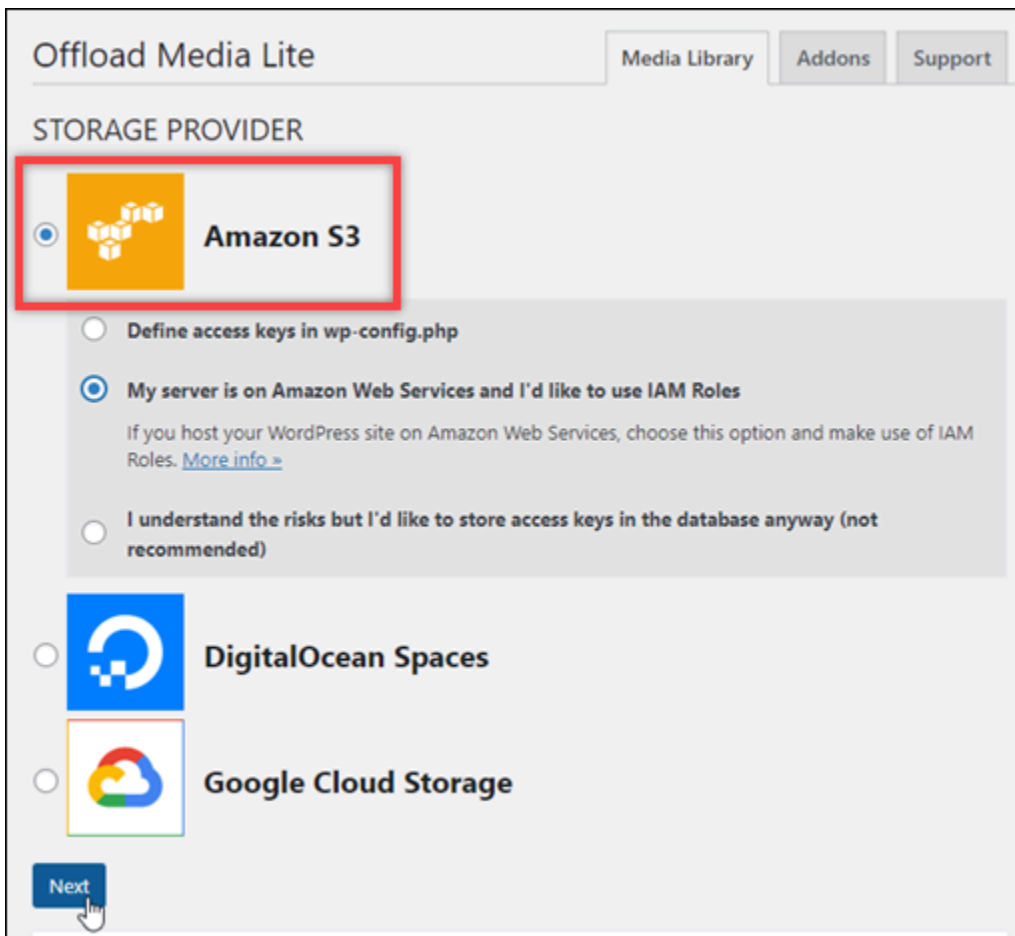 Offload Media Lite
Media Library
Addons
Support
STORAGE PROVIDER
Amazon S3
Define access keys in wp-config.php
My server is on Amazon Web Services and I'd like to use IAM Roles
If you host your WordPress site on Amazon Web Services, choose this option and make use of IAM
Roles. More info »
I understand the risks but I'd like to store access keys in the database anyway (not
recommended)
DigitalOcean Spaces
Google Cloud Storage
Next